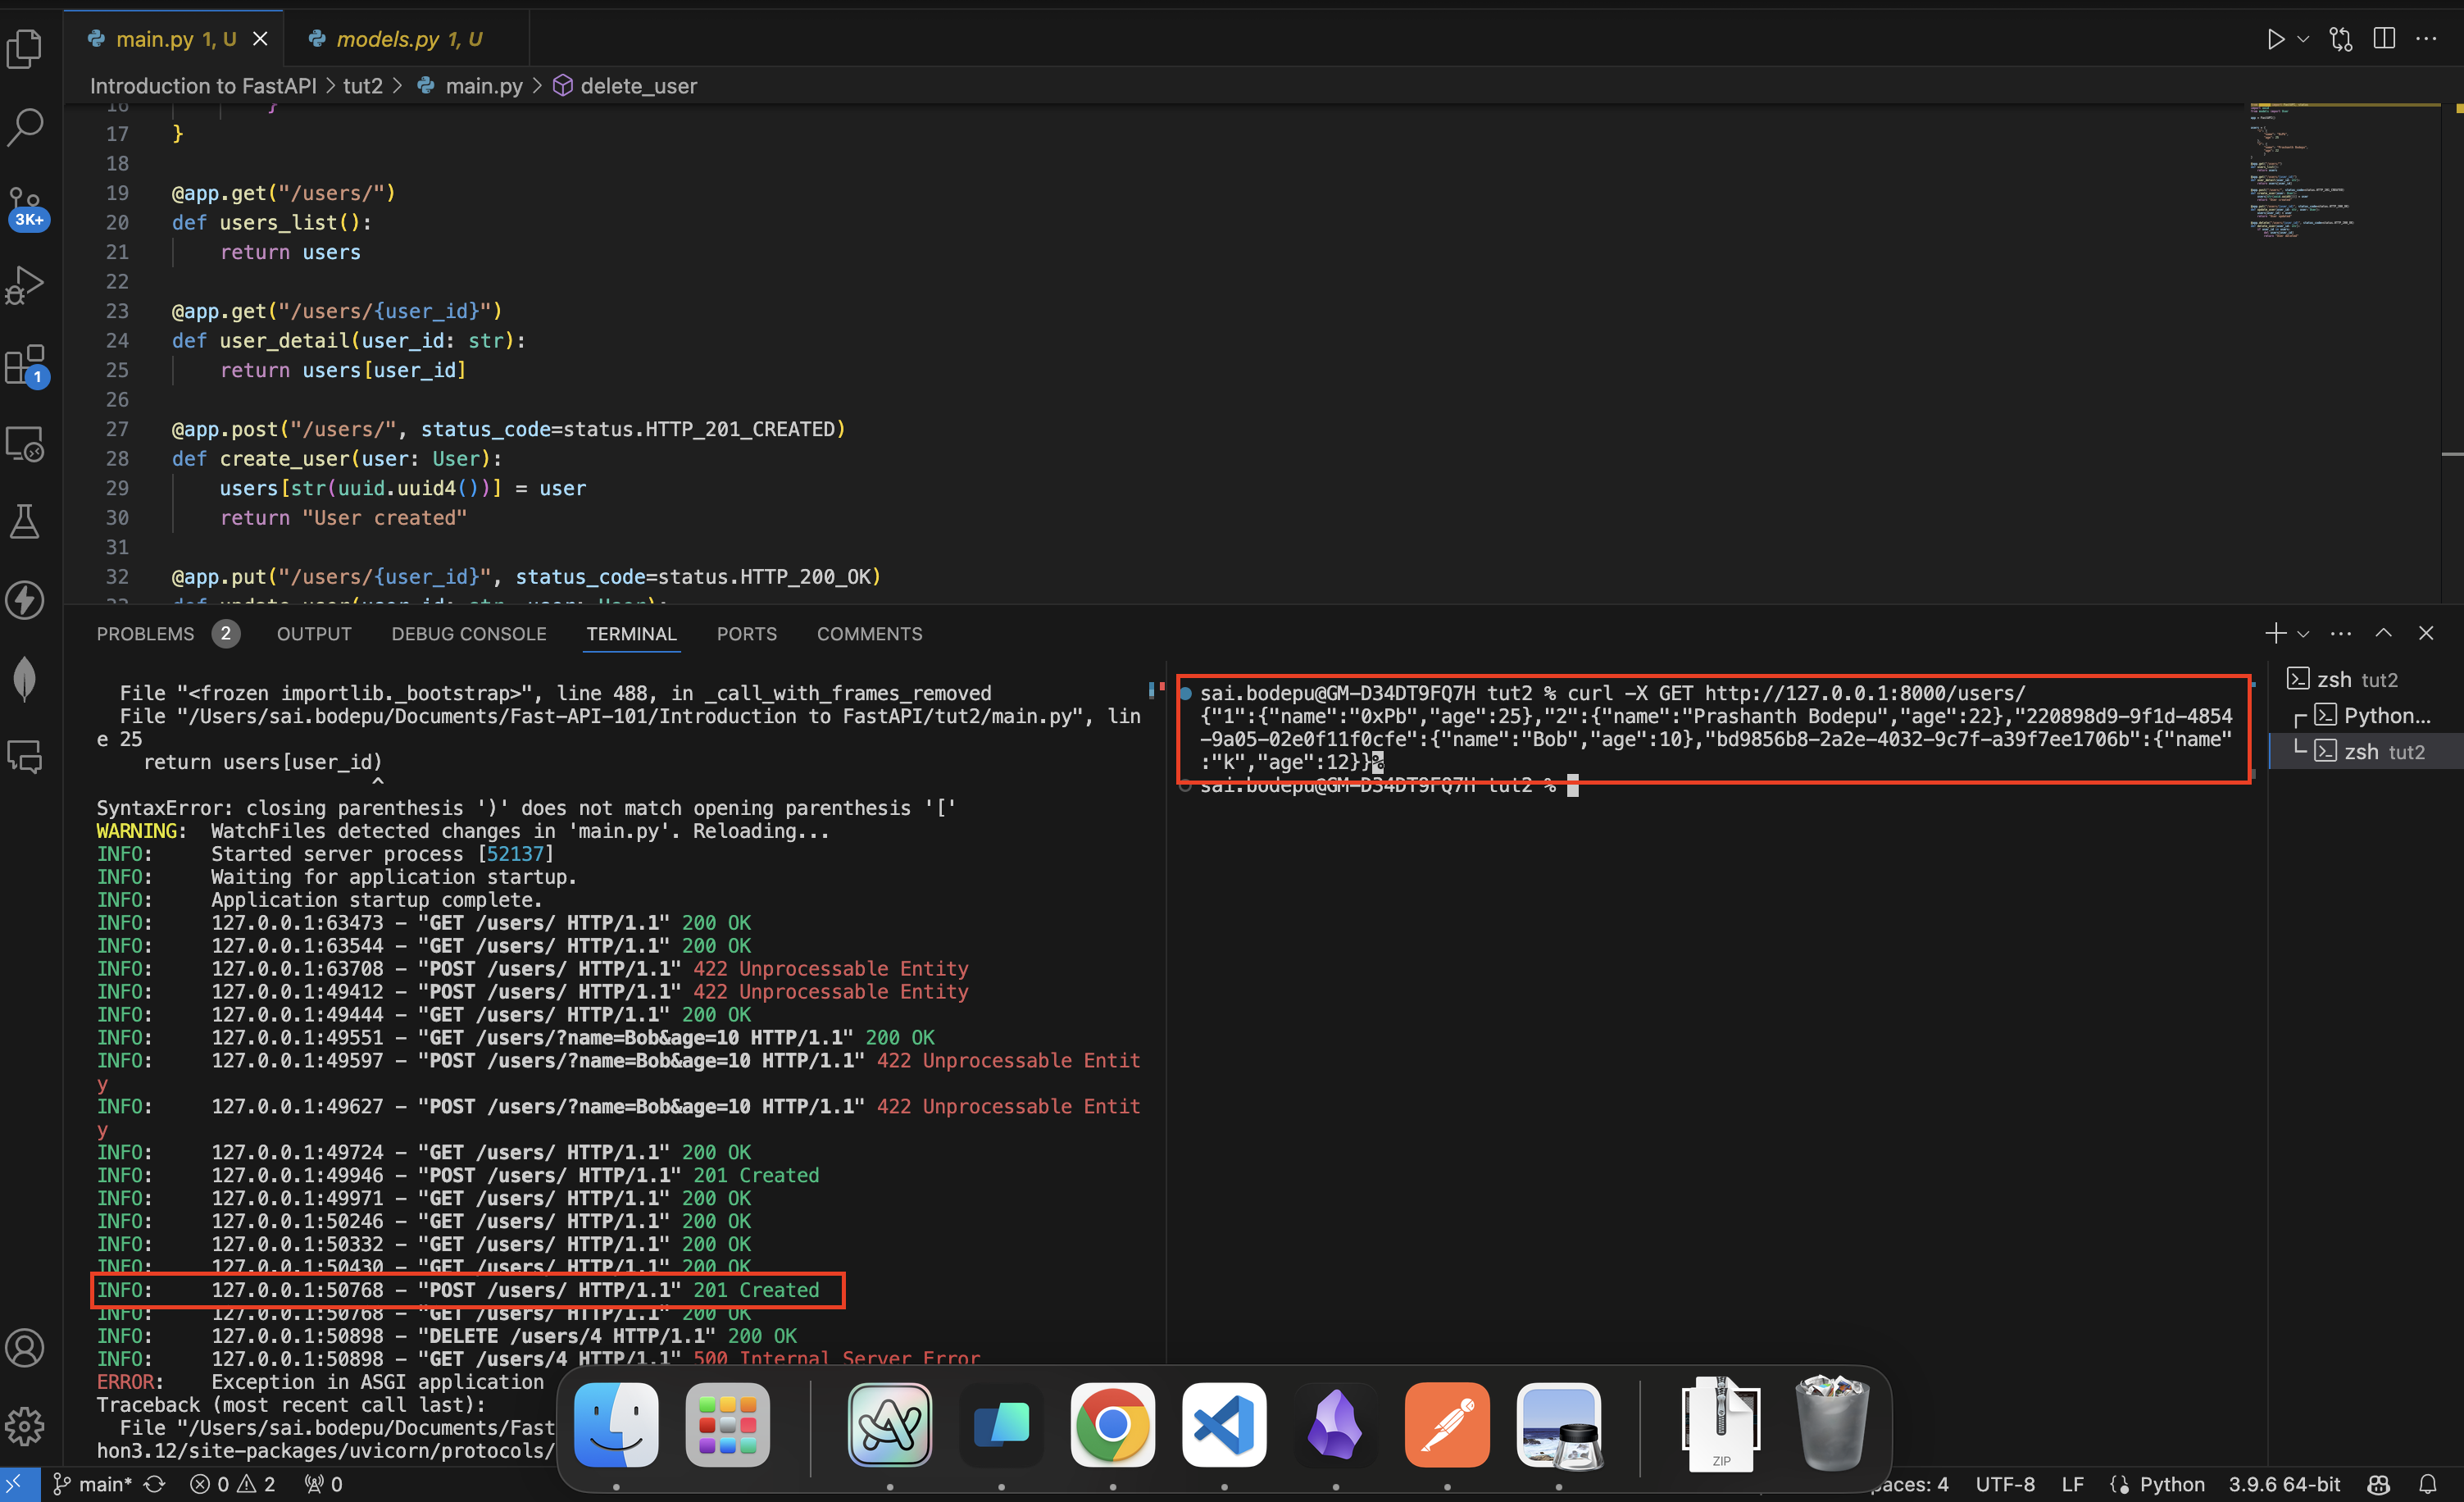 main.py 1, U
models.py 1, U
Introduction to FastAPI > tut2 > main.py > delete_user
16 }
17 }
18
19 @app.get("/users/")
20 def users_list():
21 return users
22
23 @app.get("/users/{user_id}")
24 def user_detail(user_id: str):
25 return users[user_id]
26
27 @app.post("/users/", status_code=status.HTTP_201_CREATED)
28 def create_user(user: User):
29 users[str(uuid.uuid4())] = user
30 return "User created"
31
32 @app.put("/users/{user_id}", status_code=status.HTTP_200_OK)
33 def update_user(user_id: str, user: User):
3K+
1
PROBLEMS 2 OUTPUT DEBUG CONSOLE TERMINAL PORTS COMMENTS
File "<frozen importlib._bootstrap>", line 488, in _call_with_frames_removed
File "/Users/sai.bodepu/Documents/Fast-API-101/Introduction to FastAPI/tut2/main.py", lin
e 25
return users[user_id)
^
SyntaxError: closing parenthesis ')' does not match opening parenthesis '['
WARNING: WatchFiles detected changes in 'main.py'. Reloading...
INFO: Started server process [52137]
INFO: Waiting for application startup.
INFO: Application startup complete.
INFO: 127.0.0.1:63473 - "GET /users/ HTTP/1.1" 200 OK
INFO: 127.0.0.1:63544 - "GET /users/ HTTP/1.1" 200 OK
INFO: 127.0.0.1:63708 - "POST /users/ HTTP/1.1" 422 Unprocessable Entity
INFO: 127.0.0.1:49412 - "POST /users/ HTTP/1.1" 422 Unprocessable Entity
INFO: 127.0.0.1:49444 - "GET /users/ HTTP/1.1" 200 OK
INFO: 127.0.0.1:49551 - "GET /users/?name=Bob&age=10 HTTP/1.1" 200 OK
INFO: 127.0.0.1:49597 - "POST /users/?name=Bob&age=10 HTTP/1.1" 422 Unprocessable Entit
y
INFO: 127.0.0.1:49627 - "POST /users/?name=Bob&age=10 HTTP/1.1" 422 Unprocessable Entit
y
INFO: 127.0.0.1:49724 - "GET /users/ HTTP/1.1" 200 OK
INFO: 127.0.0.1:49946 - "POST /users/ HTTP/1.1" 201 Created
INFO: 127.0.0.1:49971 - "GET /users/ HTTP/1.1" 200 OK
INFO: 127.0.0.1:50246 - "GET /users/ HTTP/1.1" 200 OK
INFO: 127.0.0.1:50332 - "GET /users/ HTTP/1.1" 200 OK
INFO: 127.0.0.1:50430 - "GET /users/ HTTP/1.1" 200 OK
INFO: 127.0.0.1:50768 - "POST /users/ HTTP/1.1" 201 Created
INFO: 127.0.0.1:50768 - "GET /users/ HTTP/1.1" 200 OK
INFO: 127.0.0.1:50898 - "DELETE /users/4 HTTP/1.1" 200 OK
INFO: 127.0.0.1:50898 - "GET /users/4 HTTP/1.1" 500 Internal Server Error
ERROR: Exception in ASGI application
Traceback (most recent call last):
File "/Users/sai.bodepu/Documents/Fast
hon3.12/site-packages/uvicorn/protocols/
sai.bodepu@GM-D34DT9FQ7H tut2 % curl -X GET http://127.0.0.1:8000/users/
{"1":{"name":"0xPb","age":25},"2":{"name":"Prashanth Bodepu","age":22},"220898d9-9f1d-4854
-9a05-02e0f11f0cfe":{"name":"Bob","age":10},"bd9856b8-2a2e-4032-9c7f-a39f7ee1706b":{"name"
:"k","age":12}}%
sai.bodepu@GM-D34DT9FQ7H tut2 %
zsh tut2
Python...
zsh tut2
ZIP
main* 0 2 0 paces: 4 UTF-8 LF Python 3.9.6 64-bit